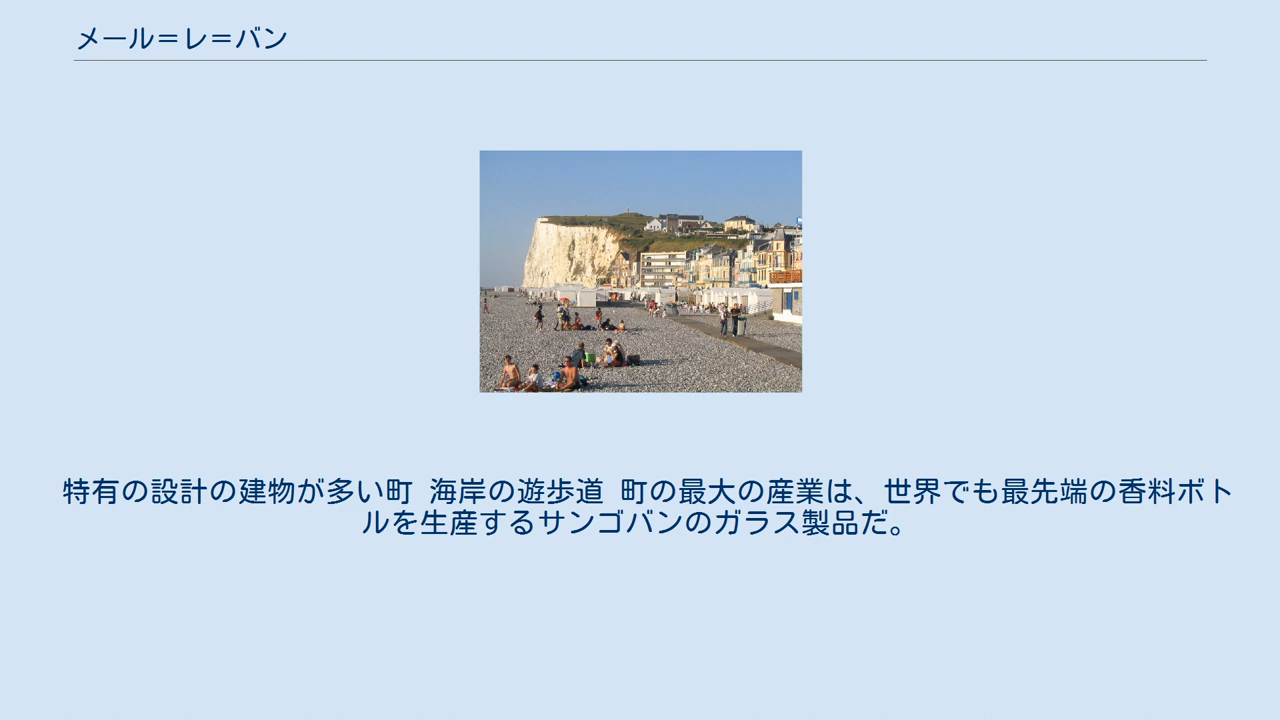 メール＝レ＝バン
特有の設計の建物が多い町 海岸の遊歩道 町の最大の産業は、世界でも最先端の香料ボト
ルを生産するサンゴバンのガラス製品だ。